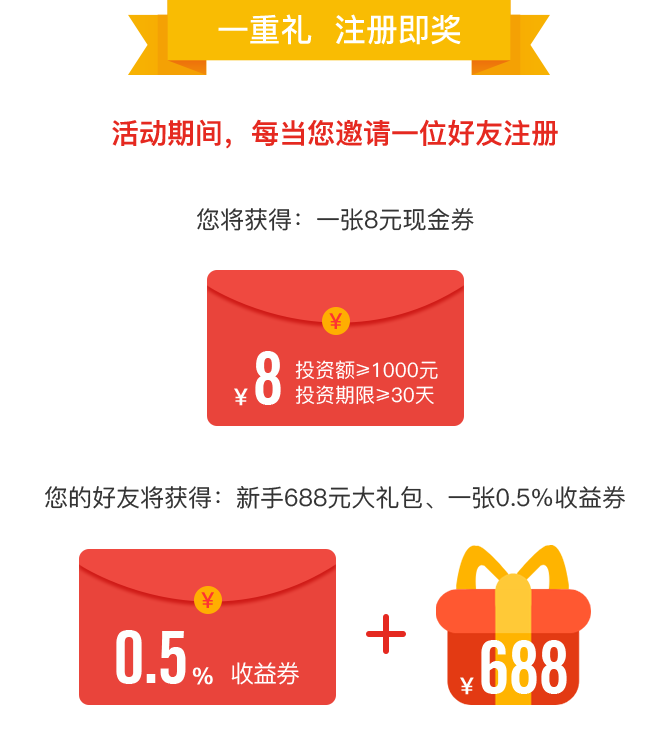 一重礼 注册即奖
活动期间，每当您邀请一位好友注册
您将获得：一张8元现金券
¥
¥8 投资额≥1000元
投资期限≥30天
您的好友将获得：新手688元大礼包、一张0.5%收益券
¥
0.5% 收益券
+
¥688